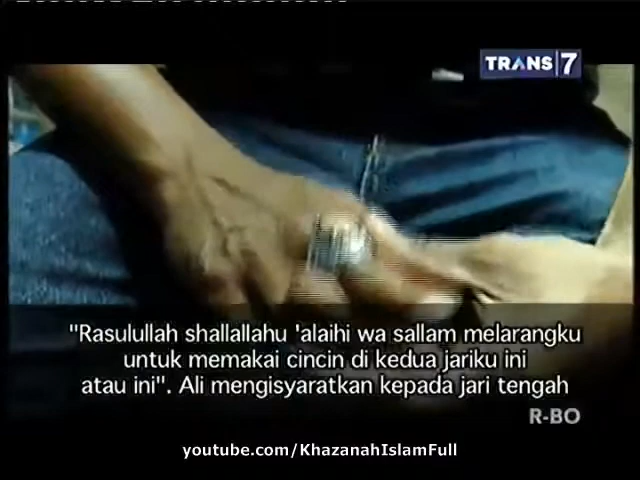 TRANS|7
"Rasulullah shallallahu 'alaihi wa sallam melarangku
untuk memakai cincin di kedua jariku ini
atau ini". Ali mengisyaratkan kepada jari tengah
R-BO
youtube.com/KhazanahIslamFull